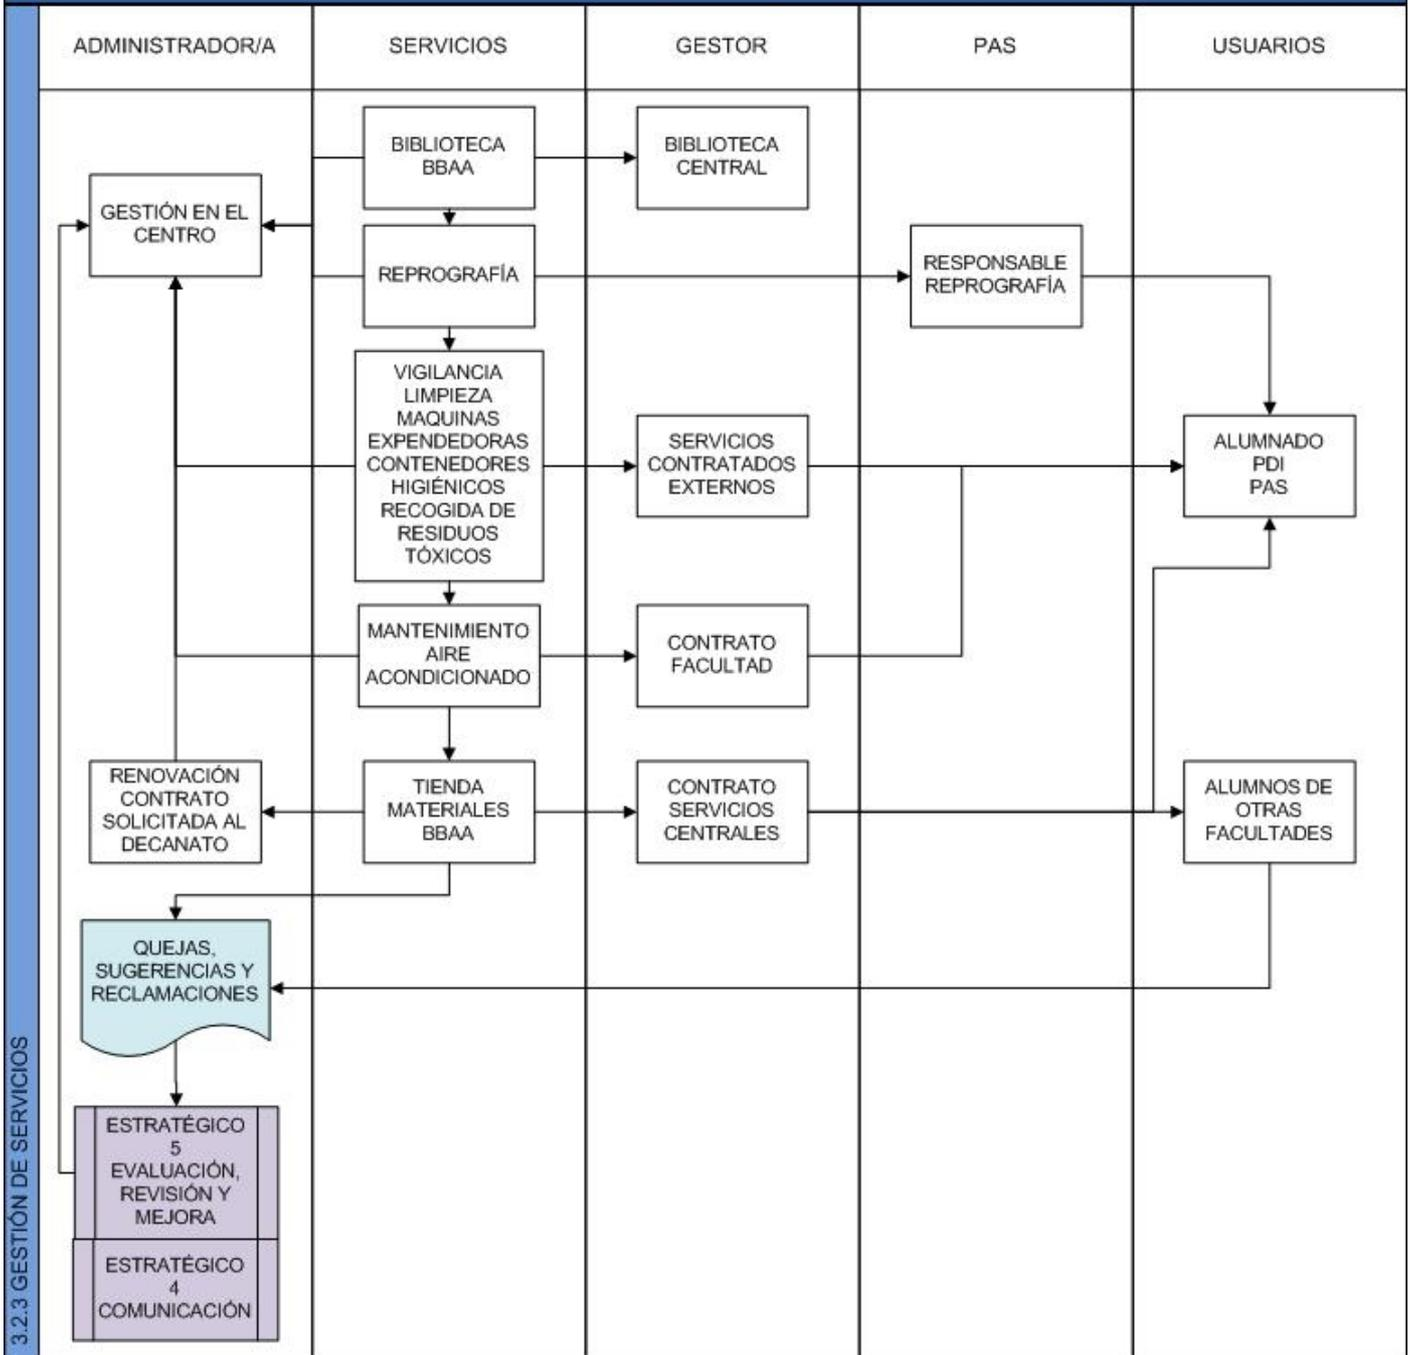 ADMINISTRADOR/A
SERVICIOS
GESTOR
PAS
USUARIOS
BIBLIOTECA
BBAA
BIBLIOTECA
CENTRAL
GESTIÓN EN EL
CENTRO
REPROGRAFÍA
RESPONSABLE
REPROGRAFÍA
VIGILANCIA
LIMPIEZA
MAQUINAS
EXPENDEDORAS
CONTENEDORES
HIGIÉNICOS
RECOGIDA DE
RESIDUOS
TÓXICOS
SERVICIOS
CONTRATADOS
EXTERNOS
ALUMNADO
PDI
PAS
MANTENIMIENTO
AIRE
ACONDICIONADO
CONTRATO
FACULTAD
RENOVACIÓN
CONTRATO
SOLICITADA AL
DECANATO
TIENDA
MATERIALES
BBAA
CONTRATO
SERVICIOS
CENTRALES
ALUMNOS DE
OTRAS
FACULTADES
QUEJAS,
SUGERENCIAS Y
RECLAMACIONES
ESTRATÉGICO
5
EVALUACIÓN,
REVISIÓN Y
MEJORA
ESTRATÉGICO
4
COMUNICACIÓN
3.2.3 GESTIÓN DE SERVICIOS